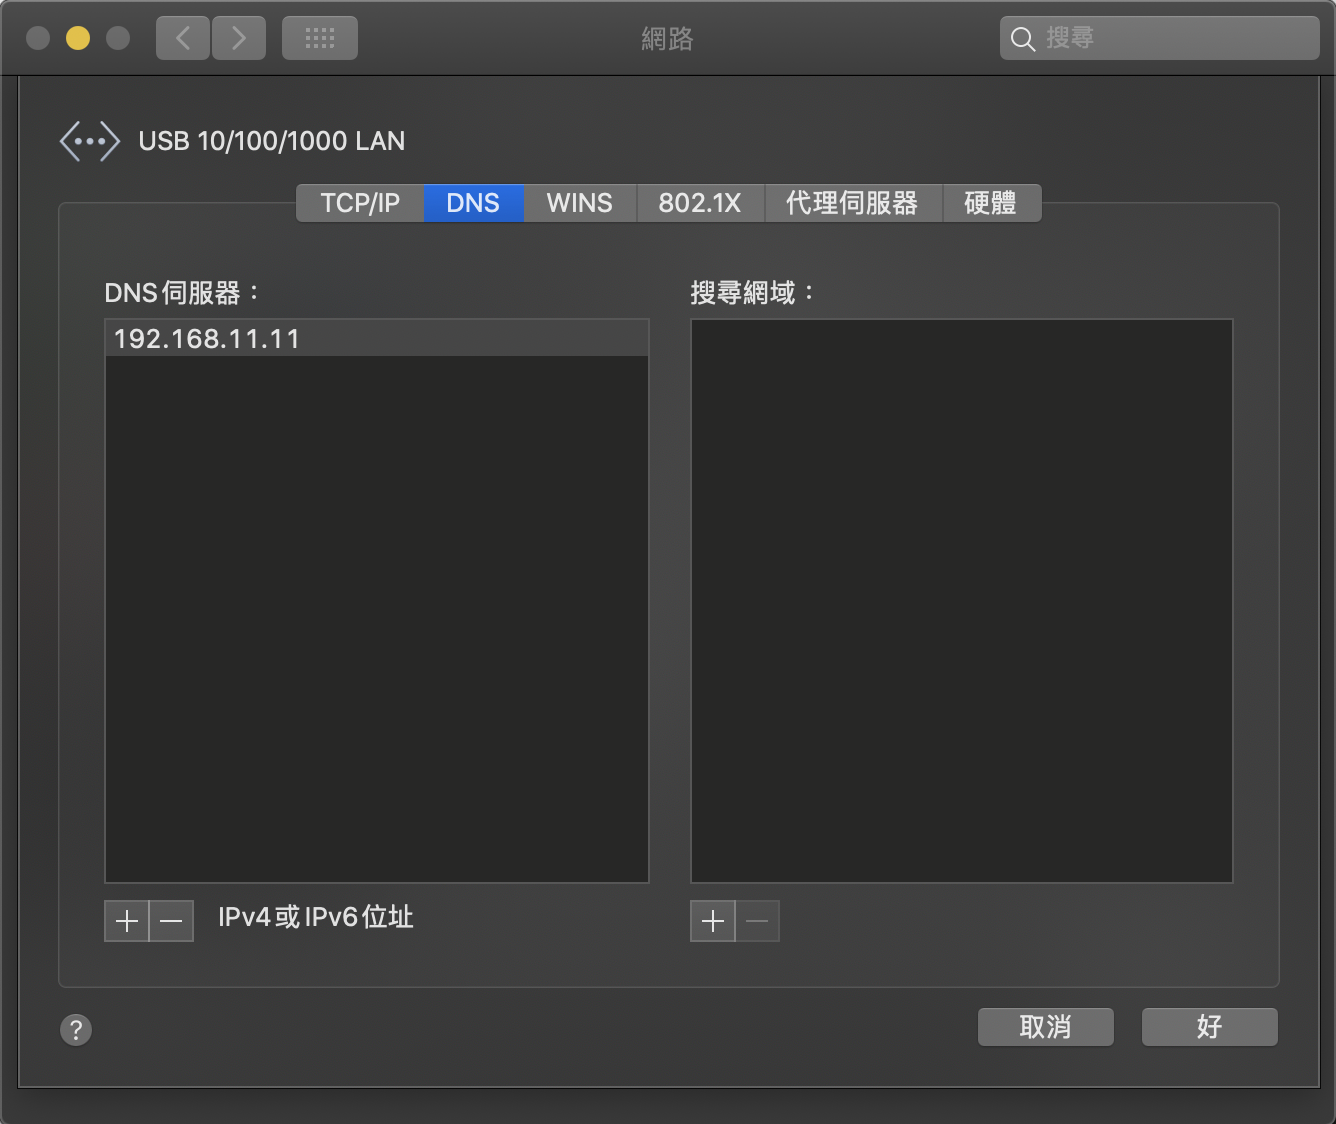 網路
搜尋
USB 10/100/1000 LAN
TCP/IP DNS WINS 802.1X 代理伺服器 硬體
DNS 伺服器：
192.168.11.11
搜尋網域：
IPv4 或 IPv6 位址
?
取消 好